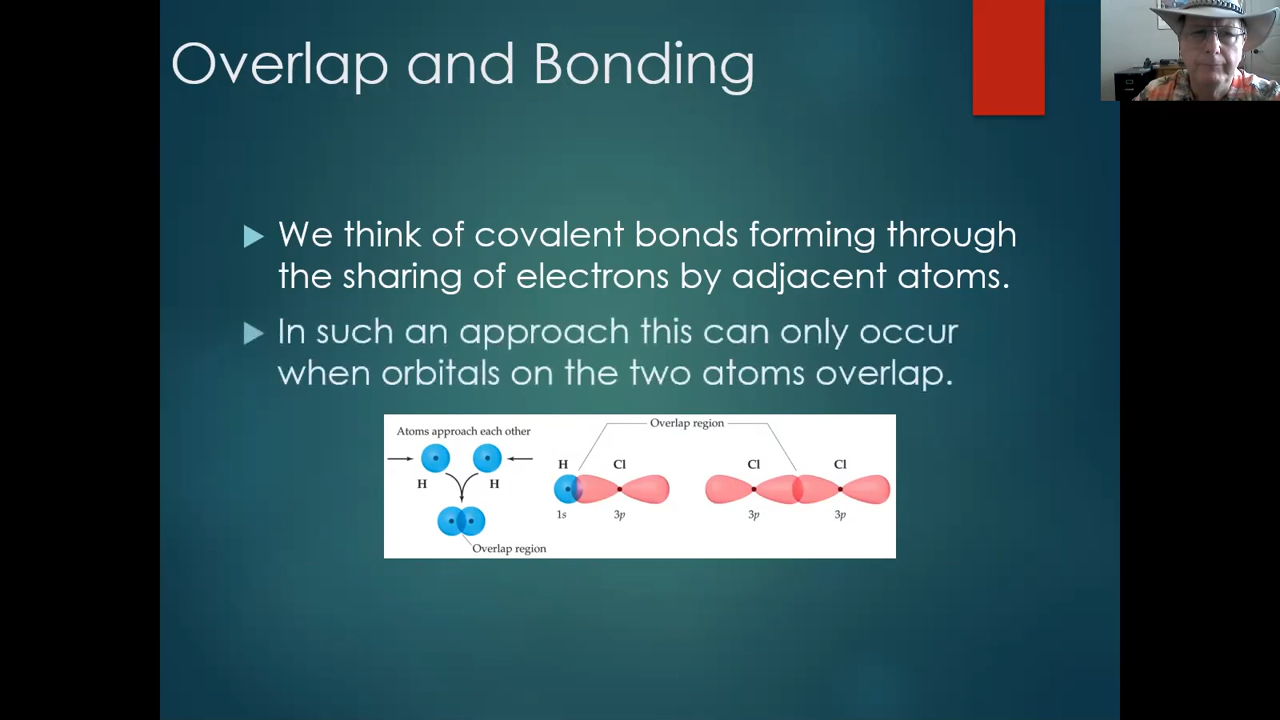 Overlap and Bonding
We think of covalent bonds forming through
the sharing of electrons by adjacent atoms.
In such an approach this can only occur
when orbitals on the two atoms overlap.
Atoms approach each other
H
H
Overlap region
Overlap region
H
Cl
1s
3p
Cl
Cl
3p
3p